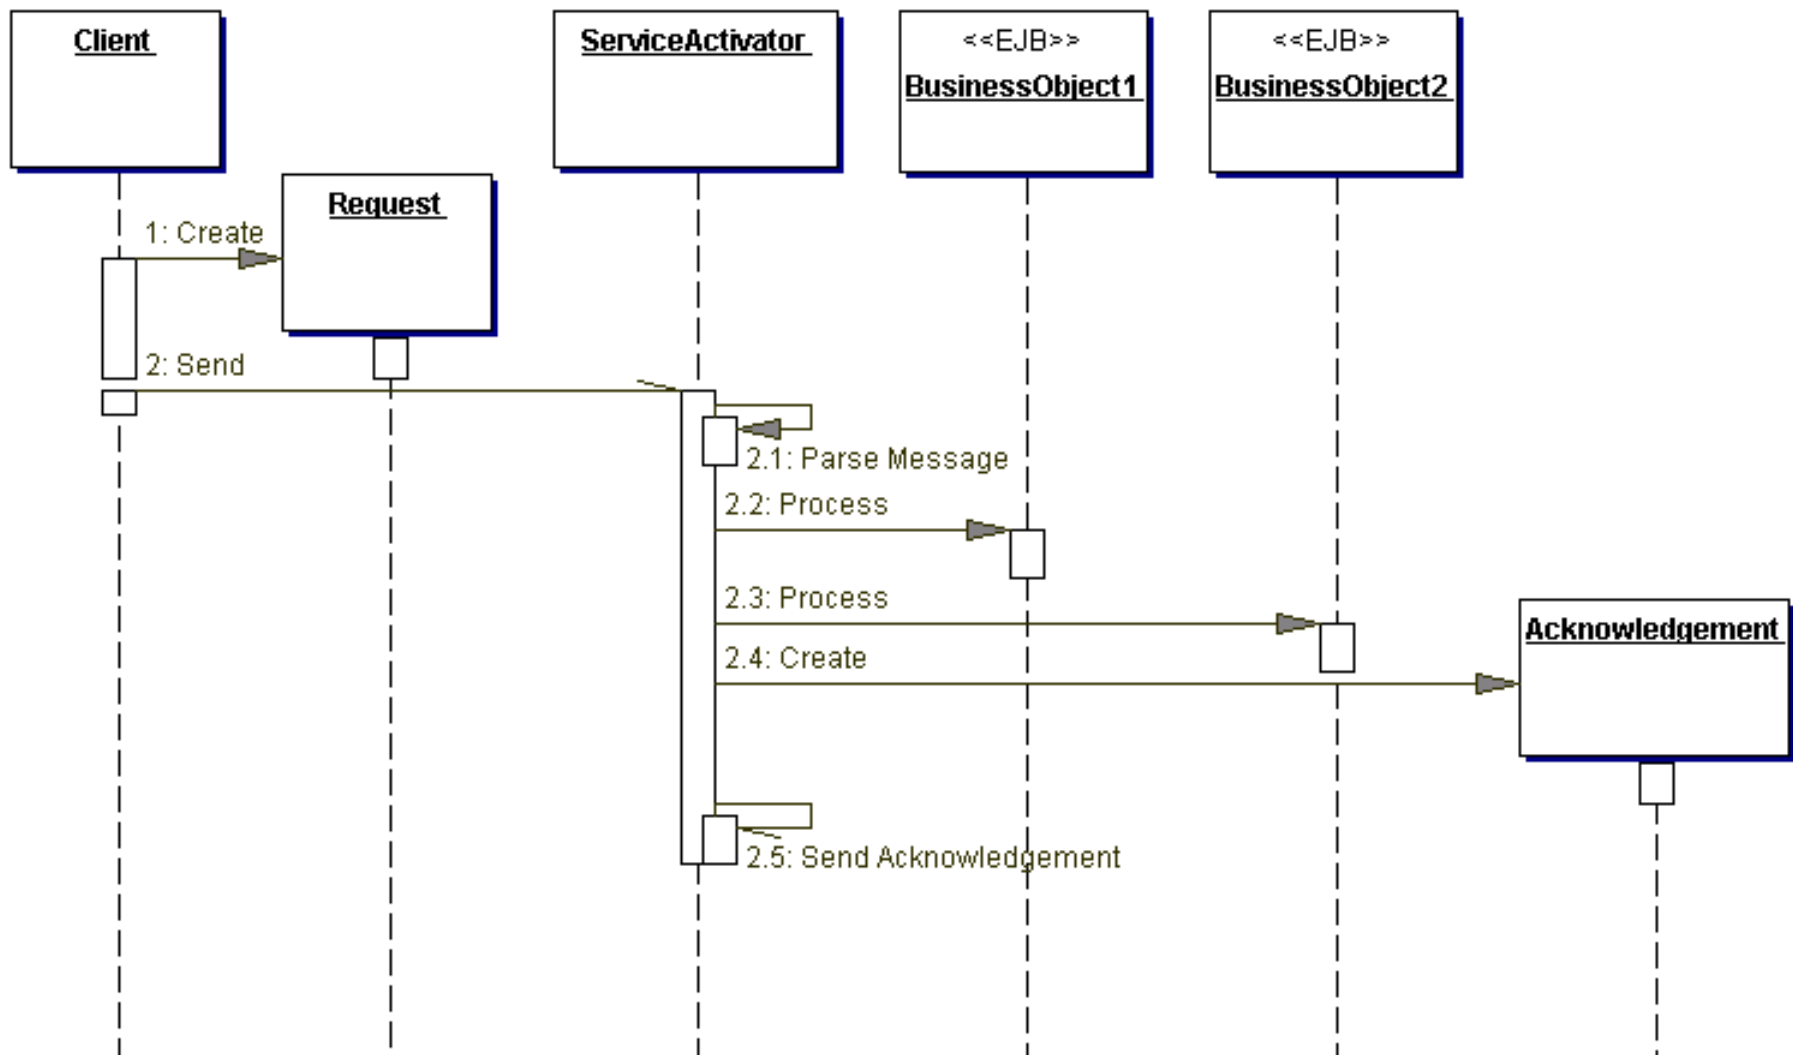 Client
ServiceActivator
<<EJB>>
BusinessObject1
<<EJB>>
BusinessObject2
Request
1: Create
2: Send
2.1: Parse Message
2.2: Process
2.3: Process
Acknowledgement
2.4: Create
2.5: Send Acknowledgement